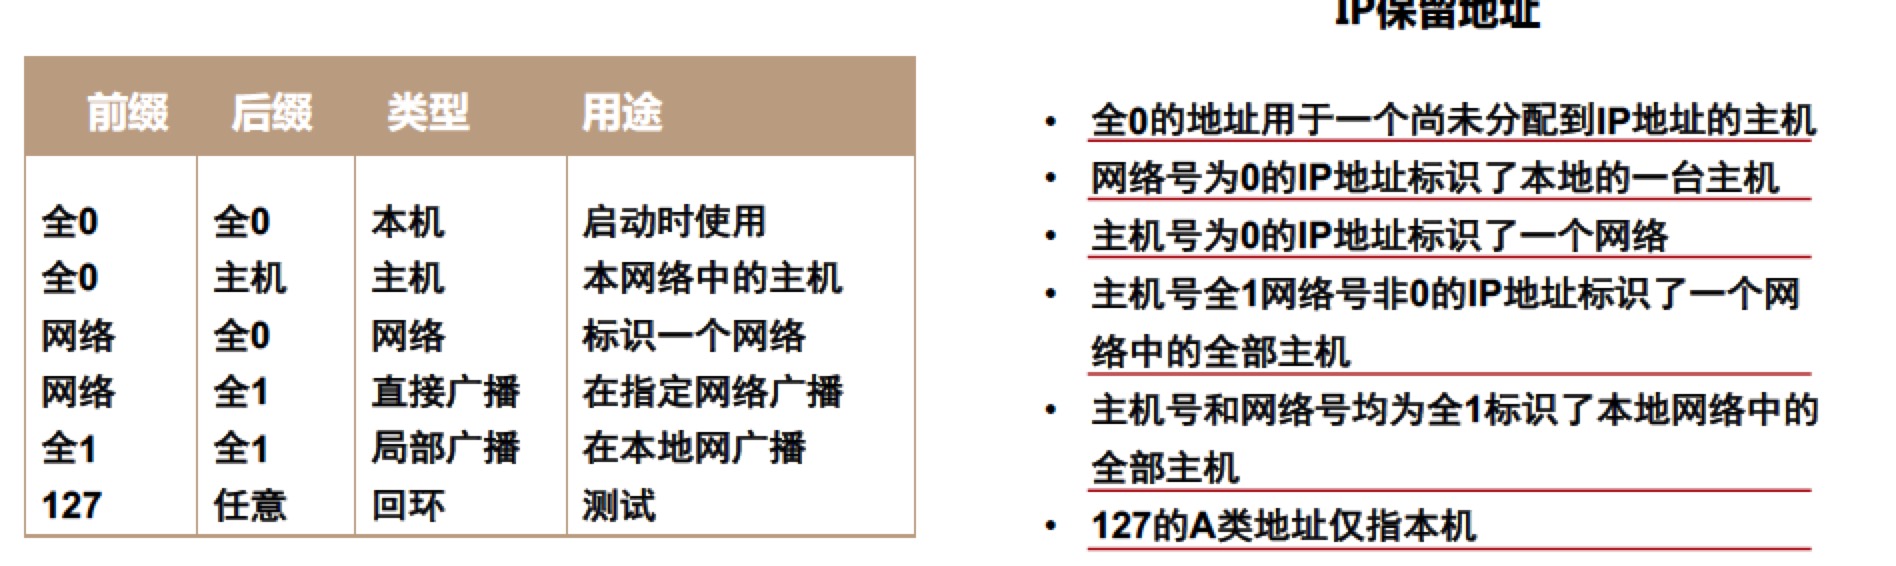 IP保留地址
前缀 后缀 类型 用途
全0 全0 本机 启动时使用
全0 主机 主机 本网络中的主机
网络 全0 网络 标识一个网络
网络 全1 直接广播 在指定网络广播
全1 全1 局部广播 在本地网广播
127 任意 回环 测试
• 全0的地址用于一个尚未分配到IP地址的主机
• 网络号为0的IP地址标识了本地的一台主机
• 主机号为0的IP地址标识了一个网络
• 主机号全1网络号非0的IP地址标识了一个网
络中的全部主机
• 主机号和网络号均为全1标识了本地网络中的
全部主机
• 127的A类地址仅指本机